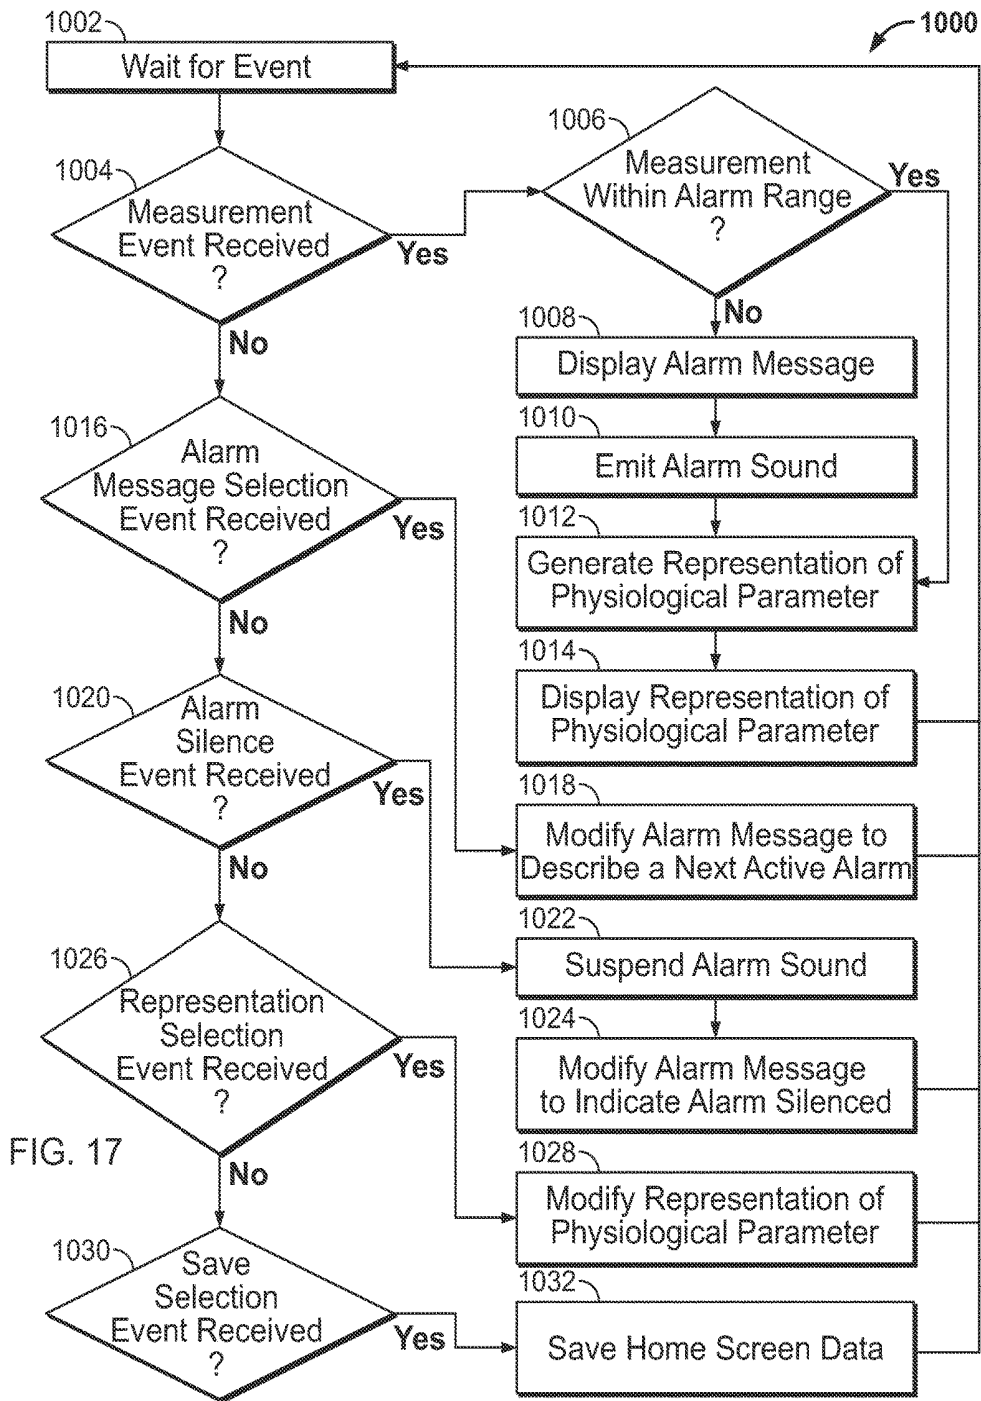 1000
1002
Wait for Event
1004
Measurement
Event Received
?
Yes
No
1006
Measurement
Within Alarm Range
?
Yes
No
1008
Display Alarm Message
1010
Emit Alarm Sound
1012
Generate Representation of
Physiological Parameter
1014
Display Representation of
Physiological Parameter
1016
Alarm
Message Selection
Event Received
?
Yes
No
1018
Modify Alarm Message to
Describe a Next Active Alarm
1020
Alarm
Silence
Event Received
?
Yes
No
1022
Suspend Alarm Sound
1024
Modify Alarm Message
to Indicate Alarm Silenced
1026
Representation
Selection
Event Received
?
Yes
No
1028
Modify Representation of
Physiological Parameter
FIG. 17
1030
Save
Selection
Event Received
?
Yes
1032
Save Home Screen Data